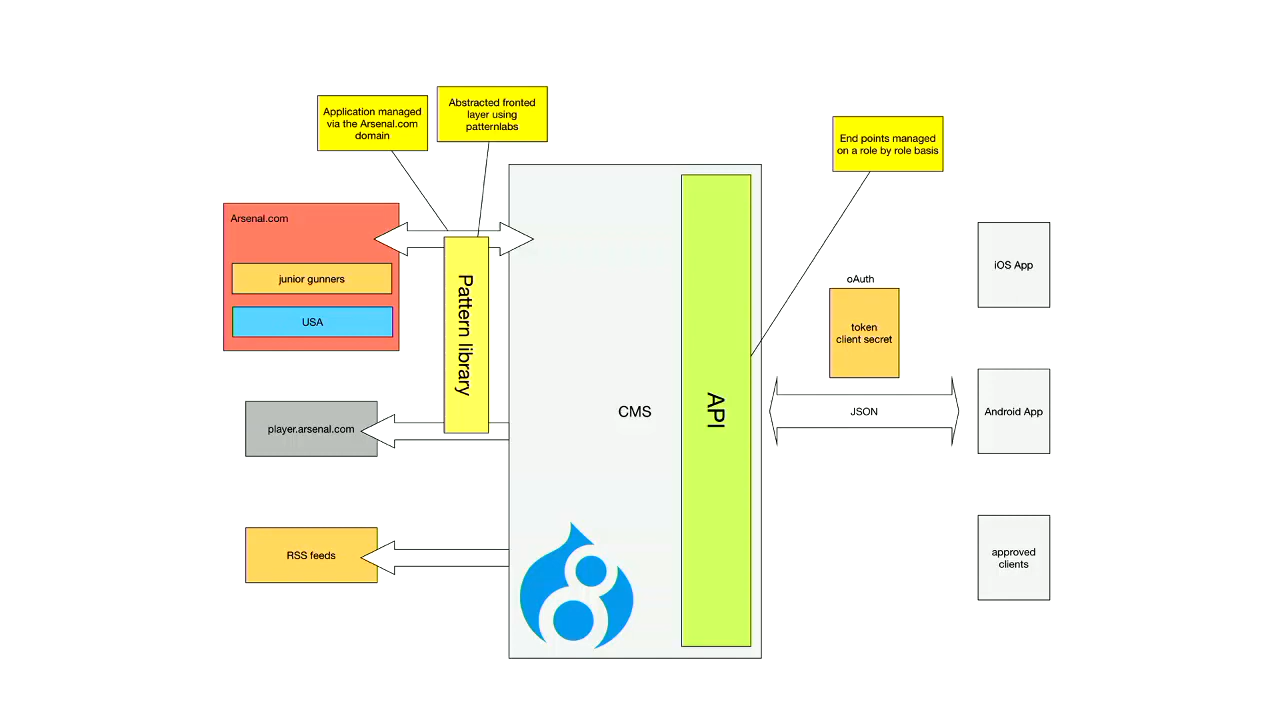 Application managed
via the Arsenal.com
domain
Abstracted fronted
layer using
patternlabs
End points managed
on a role by role basis
Arsenal.com
junior gunners
USA
Pattern library
player.arsenal.com
RSS feeds
CMS
API
oAuth
token
client secret
JSON
iOS App
Android App
approved
clients